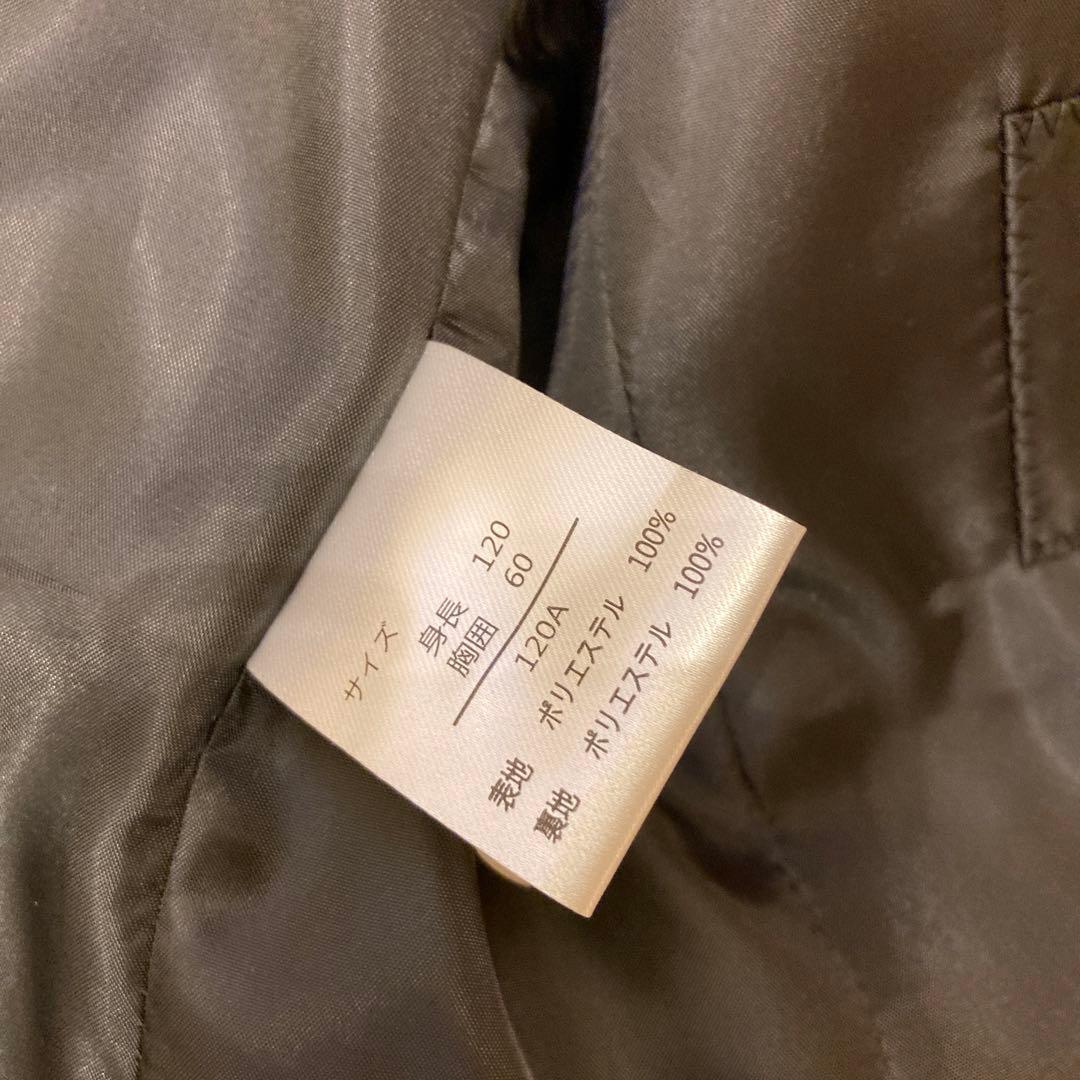 サイズ
身長 120
胸囲 60
120A
表地 ポリエステル 100%
裏地 ポリエステル 100%